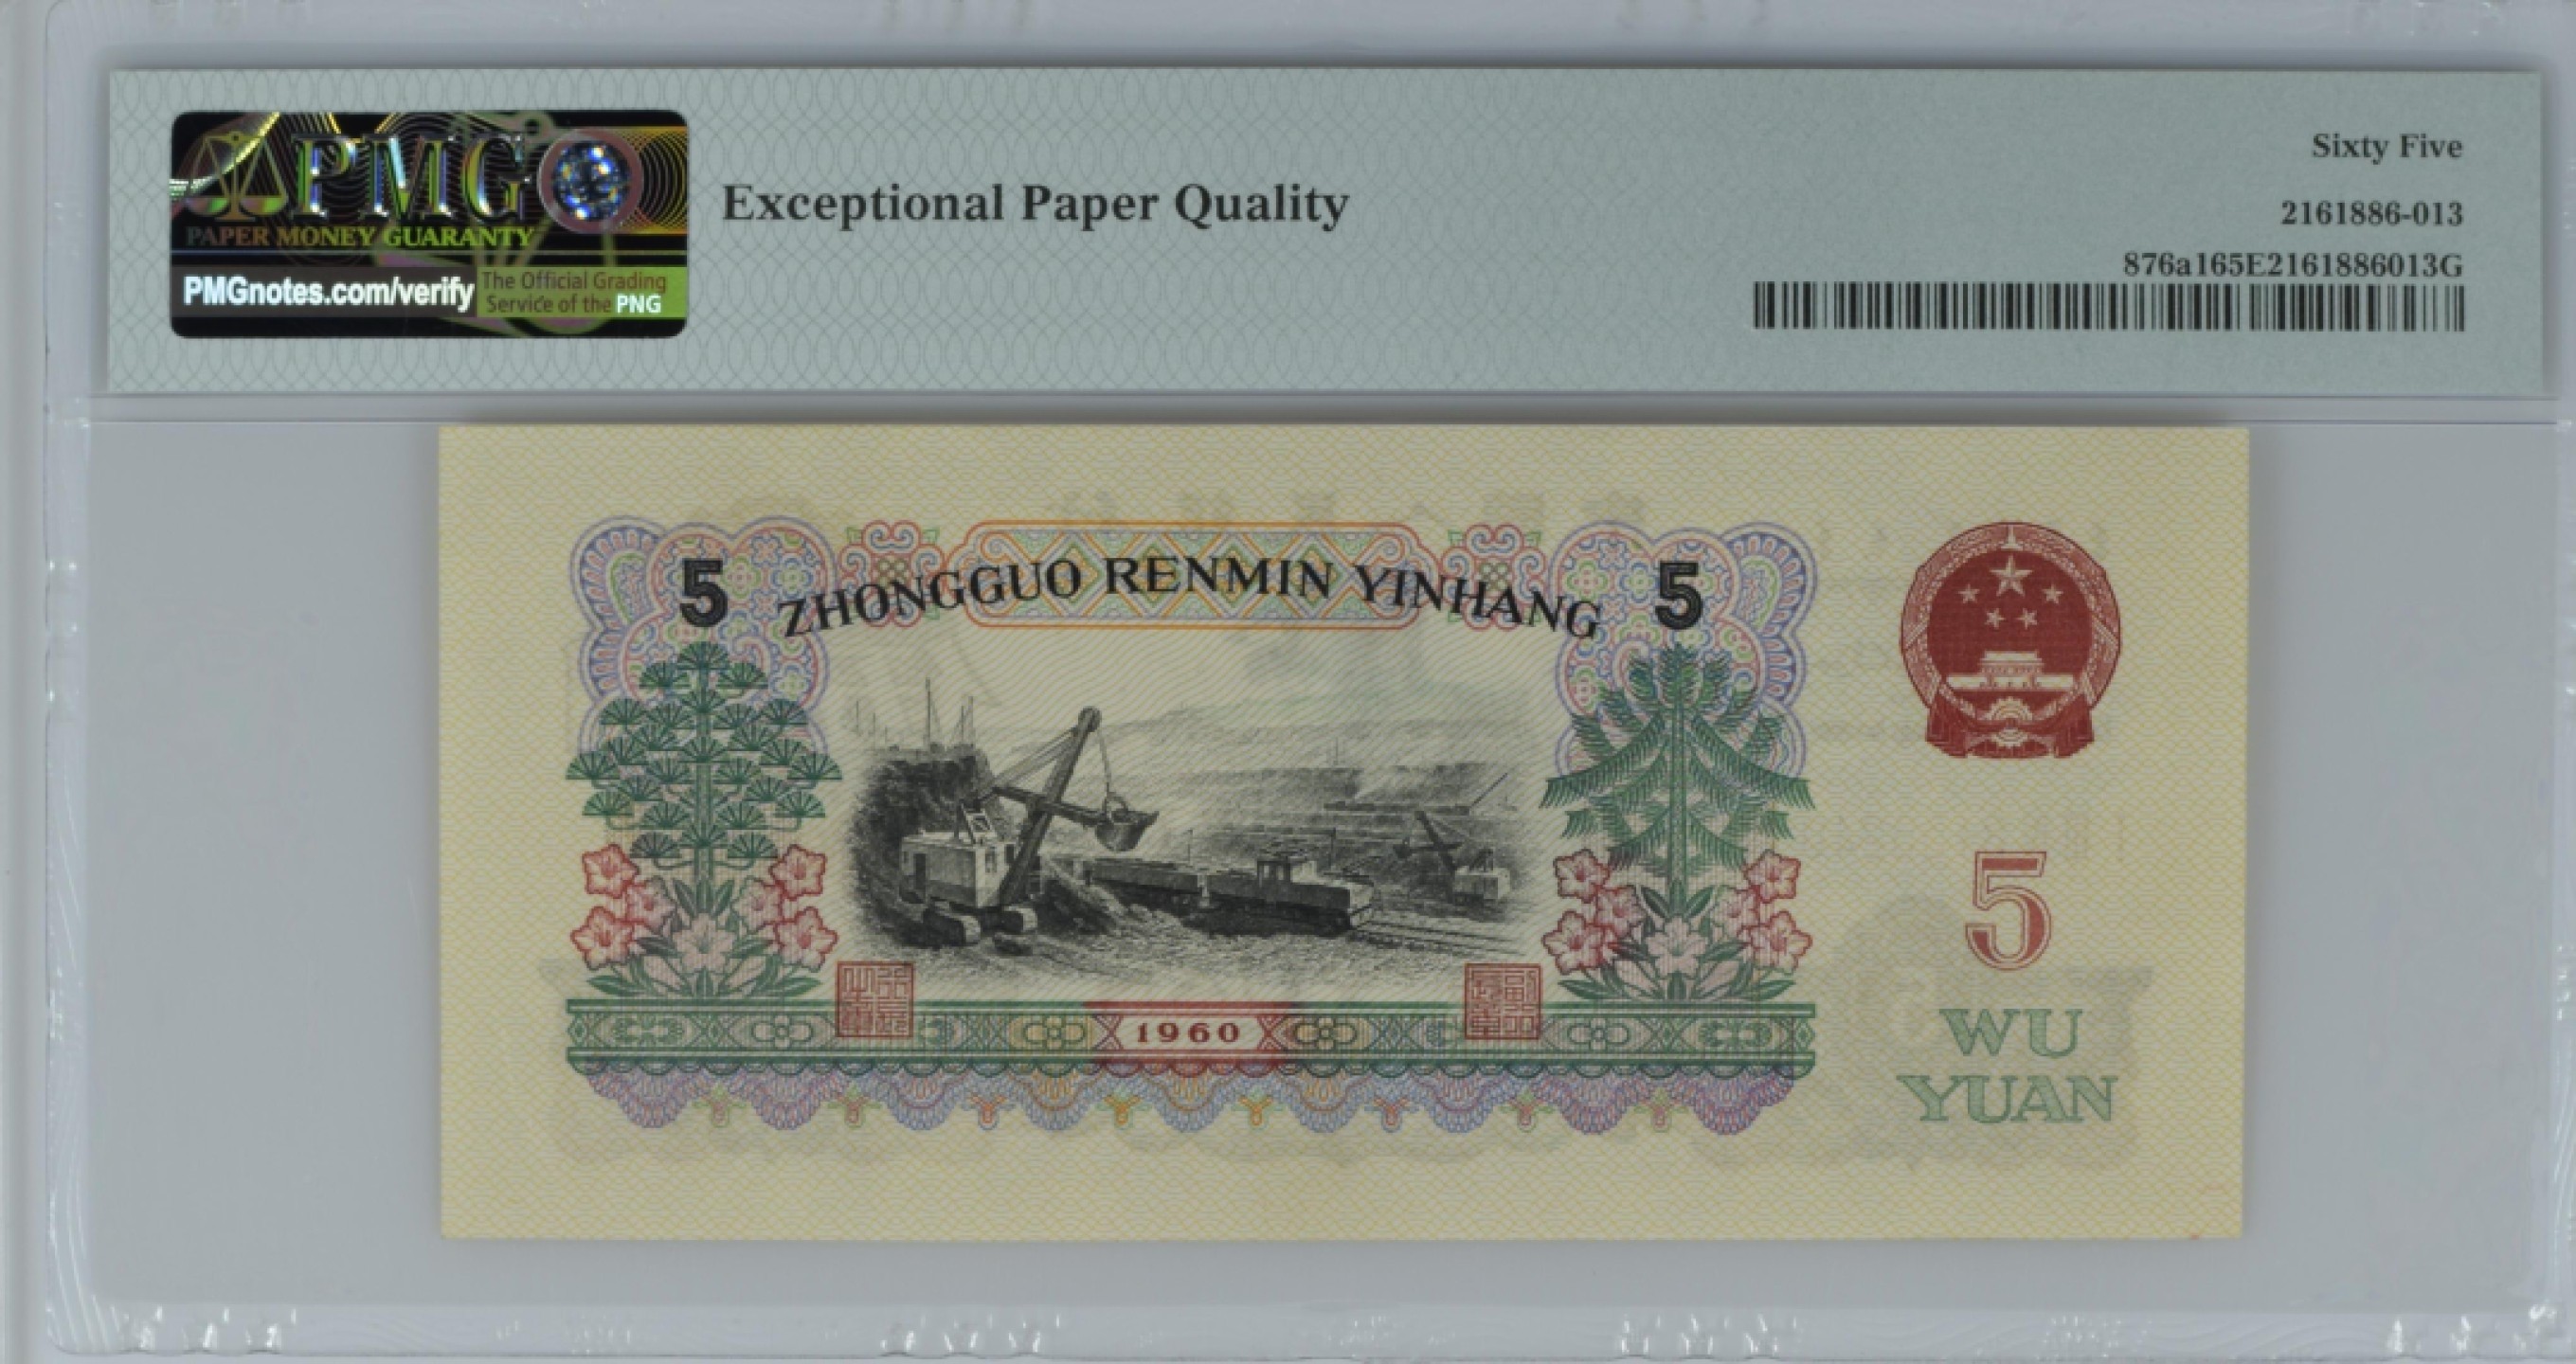 PMG
PAPER MONEY GUARANTY
PMGnotes.com/verify
The Official Grading
Service of the PNG
Exceptional Paper Quality
Sixty Five
2161886-013
876a165E2161886013G
5 ZHONGGUO RENMIN YINHANG 5
1960
5
WU
YUAN